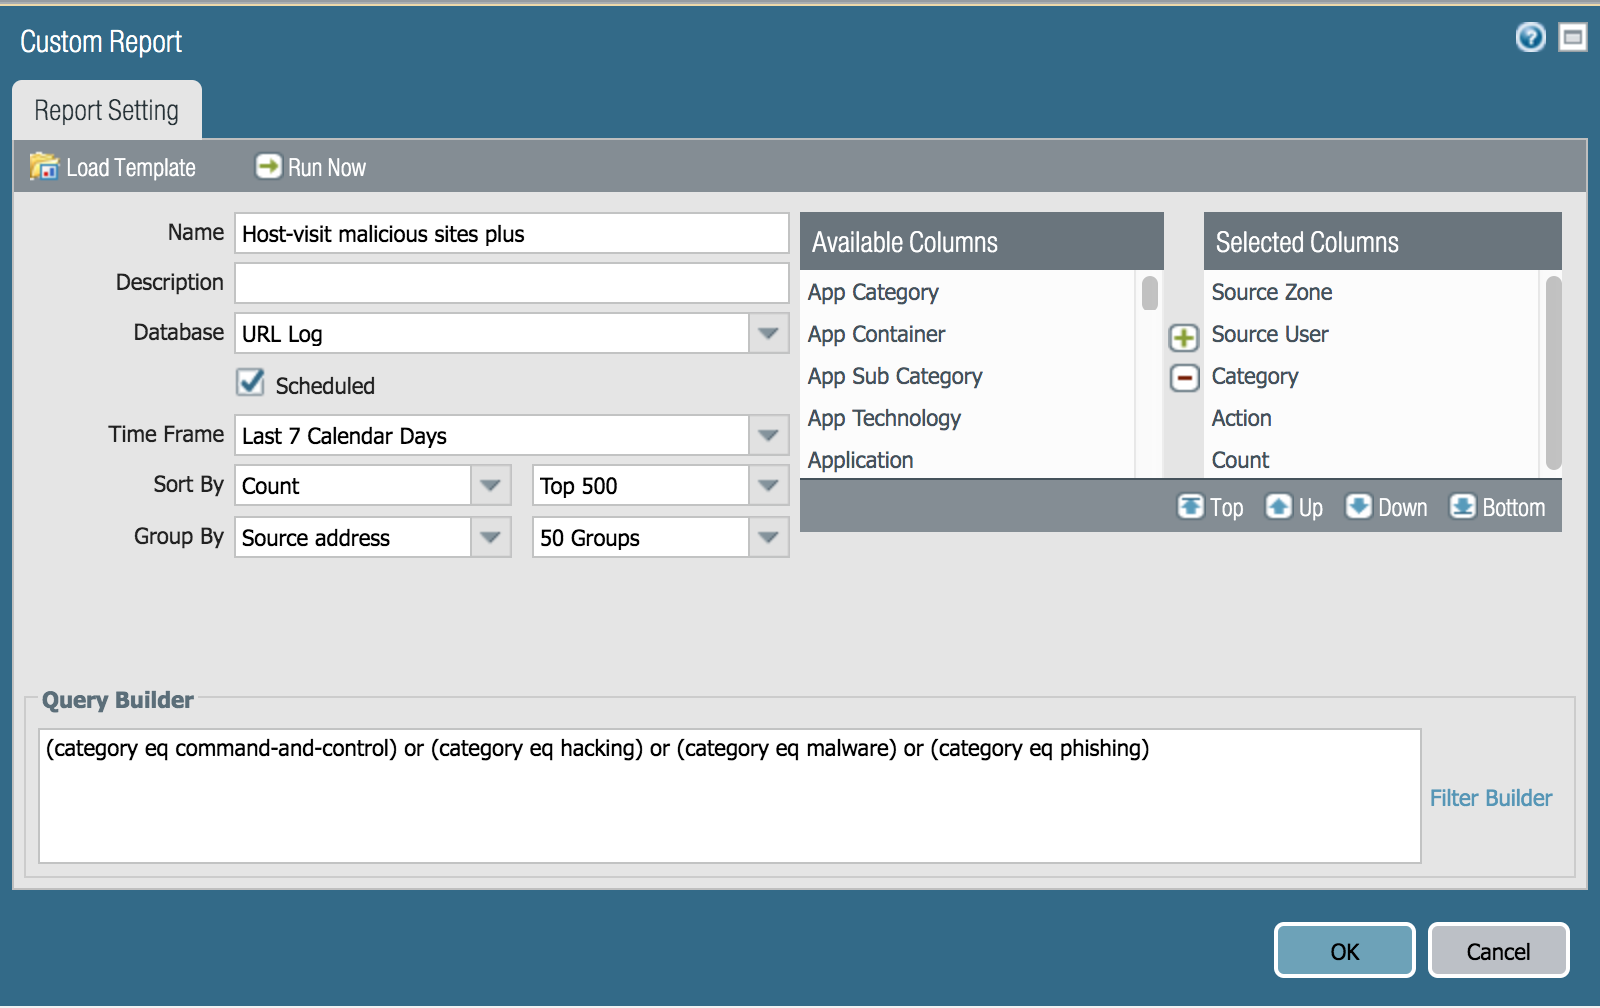 Custom Report
Report Setting
Load Template
Run Now
Name
Host-visit malicious sites plus
Description
Database
URL Log
Scheduled
Time Frame
Last 7 Calendar Days
Sort By
Count
Top 500
Group By
Source address
50 Groups
Available Columns
App Category
App Container
App Sub Category
App Technology
Application
Selected Columns
Source Zone
Source User
Category
Action
Count
Top
Up
Down
Bottom
Query Builder
(category eq command-and-control) or (category eq hacking) or (category eq malware) or (category eq phishing)
Filter Builder
OK
Cancel